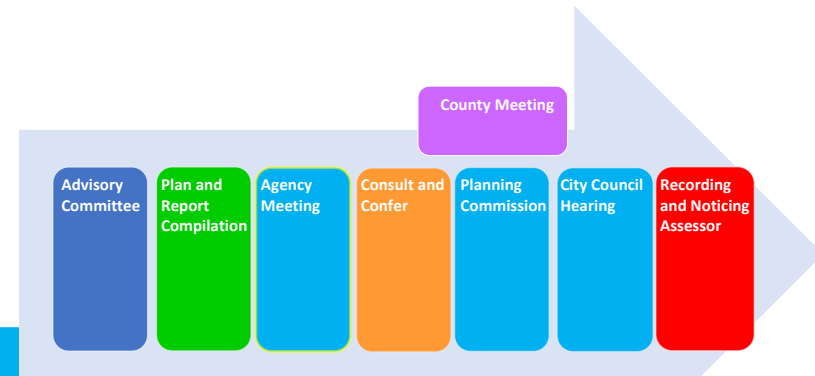 County Meeting
Advisory
Committee
Plan and
Report
Compilation
Agency
Meeting
Consult and
Confer
Planning
Commission
City Council
Hearing
Recording
and Noticing
Assessor